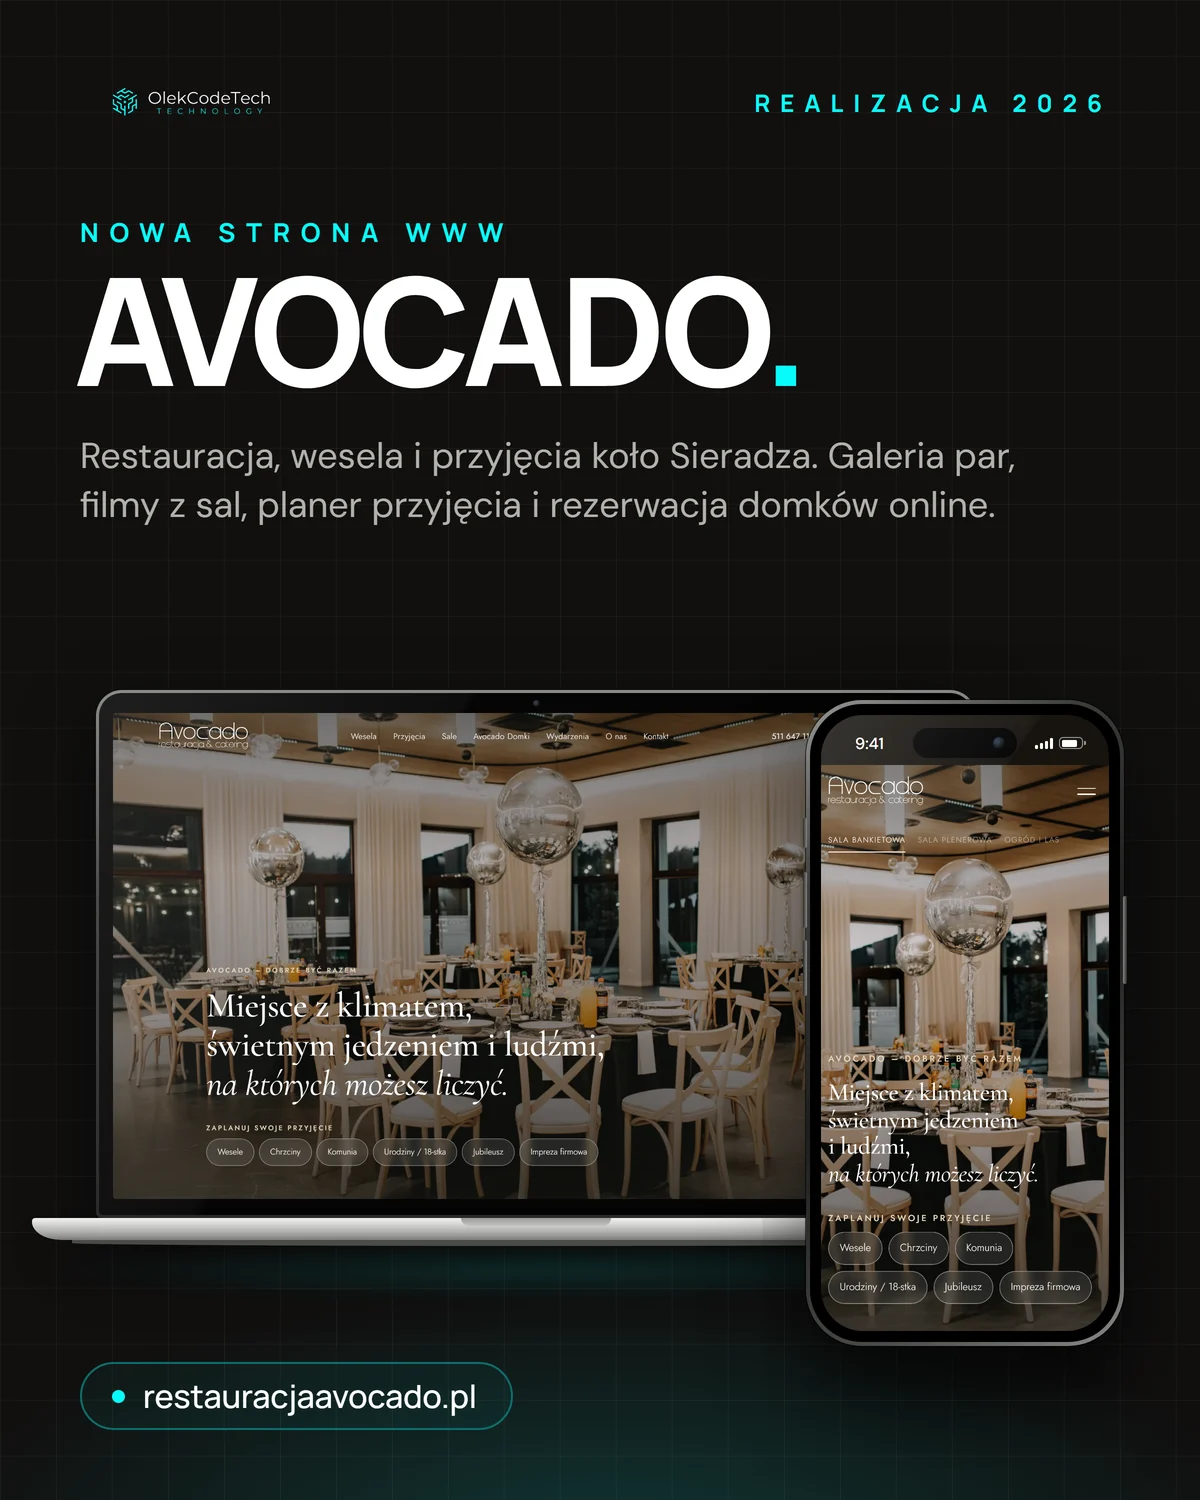 OlekCodeTech
TECHNOLOGY
REALIZACJA 2026
NOWA STRONA WWW
AVOCADO.
Restauracja, wesela i przyjęcia koło Sieradza. Galeria par,
filmy z sal, planer przyjęcia i rezerwacja domków online.
Avocado
restauracja & catering
Wesela Przyjęcia Sale Avocado Domki Wydarzenia O nas Kontakt
511 647 11
AVOCADO – DOBRZE BYĆ RAZEM
Miejsce z klimatem,
świetnym jedzeniem i ludźmi,
na których możesz liczyć.
ZAPLANUJ SWOJE PRZYJĘCIE
Wesele Chrzciny Komunia Urodziny / 18-stka Jubileusz Impreza firmowa
9:41
Avocado
restauracja & catering
SALA BANKIETOWA SALA PLENEROWA OGRÓD I LAS
AVOCADO – DOBRZE BYĆ RAZEM
Miejsce z klimatem,
świetnym jedzeniem
i ludźmi,
na których możesz liczyć.
ZAPLANUJ SWOJE PRZYJĘCIE
Wesele Chrzciny Komunia
Urodziny / 18-stka Jubileusz Impreza firmowa
restauracjaavocado.pl